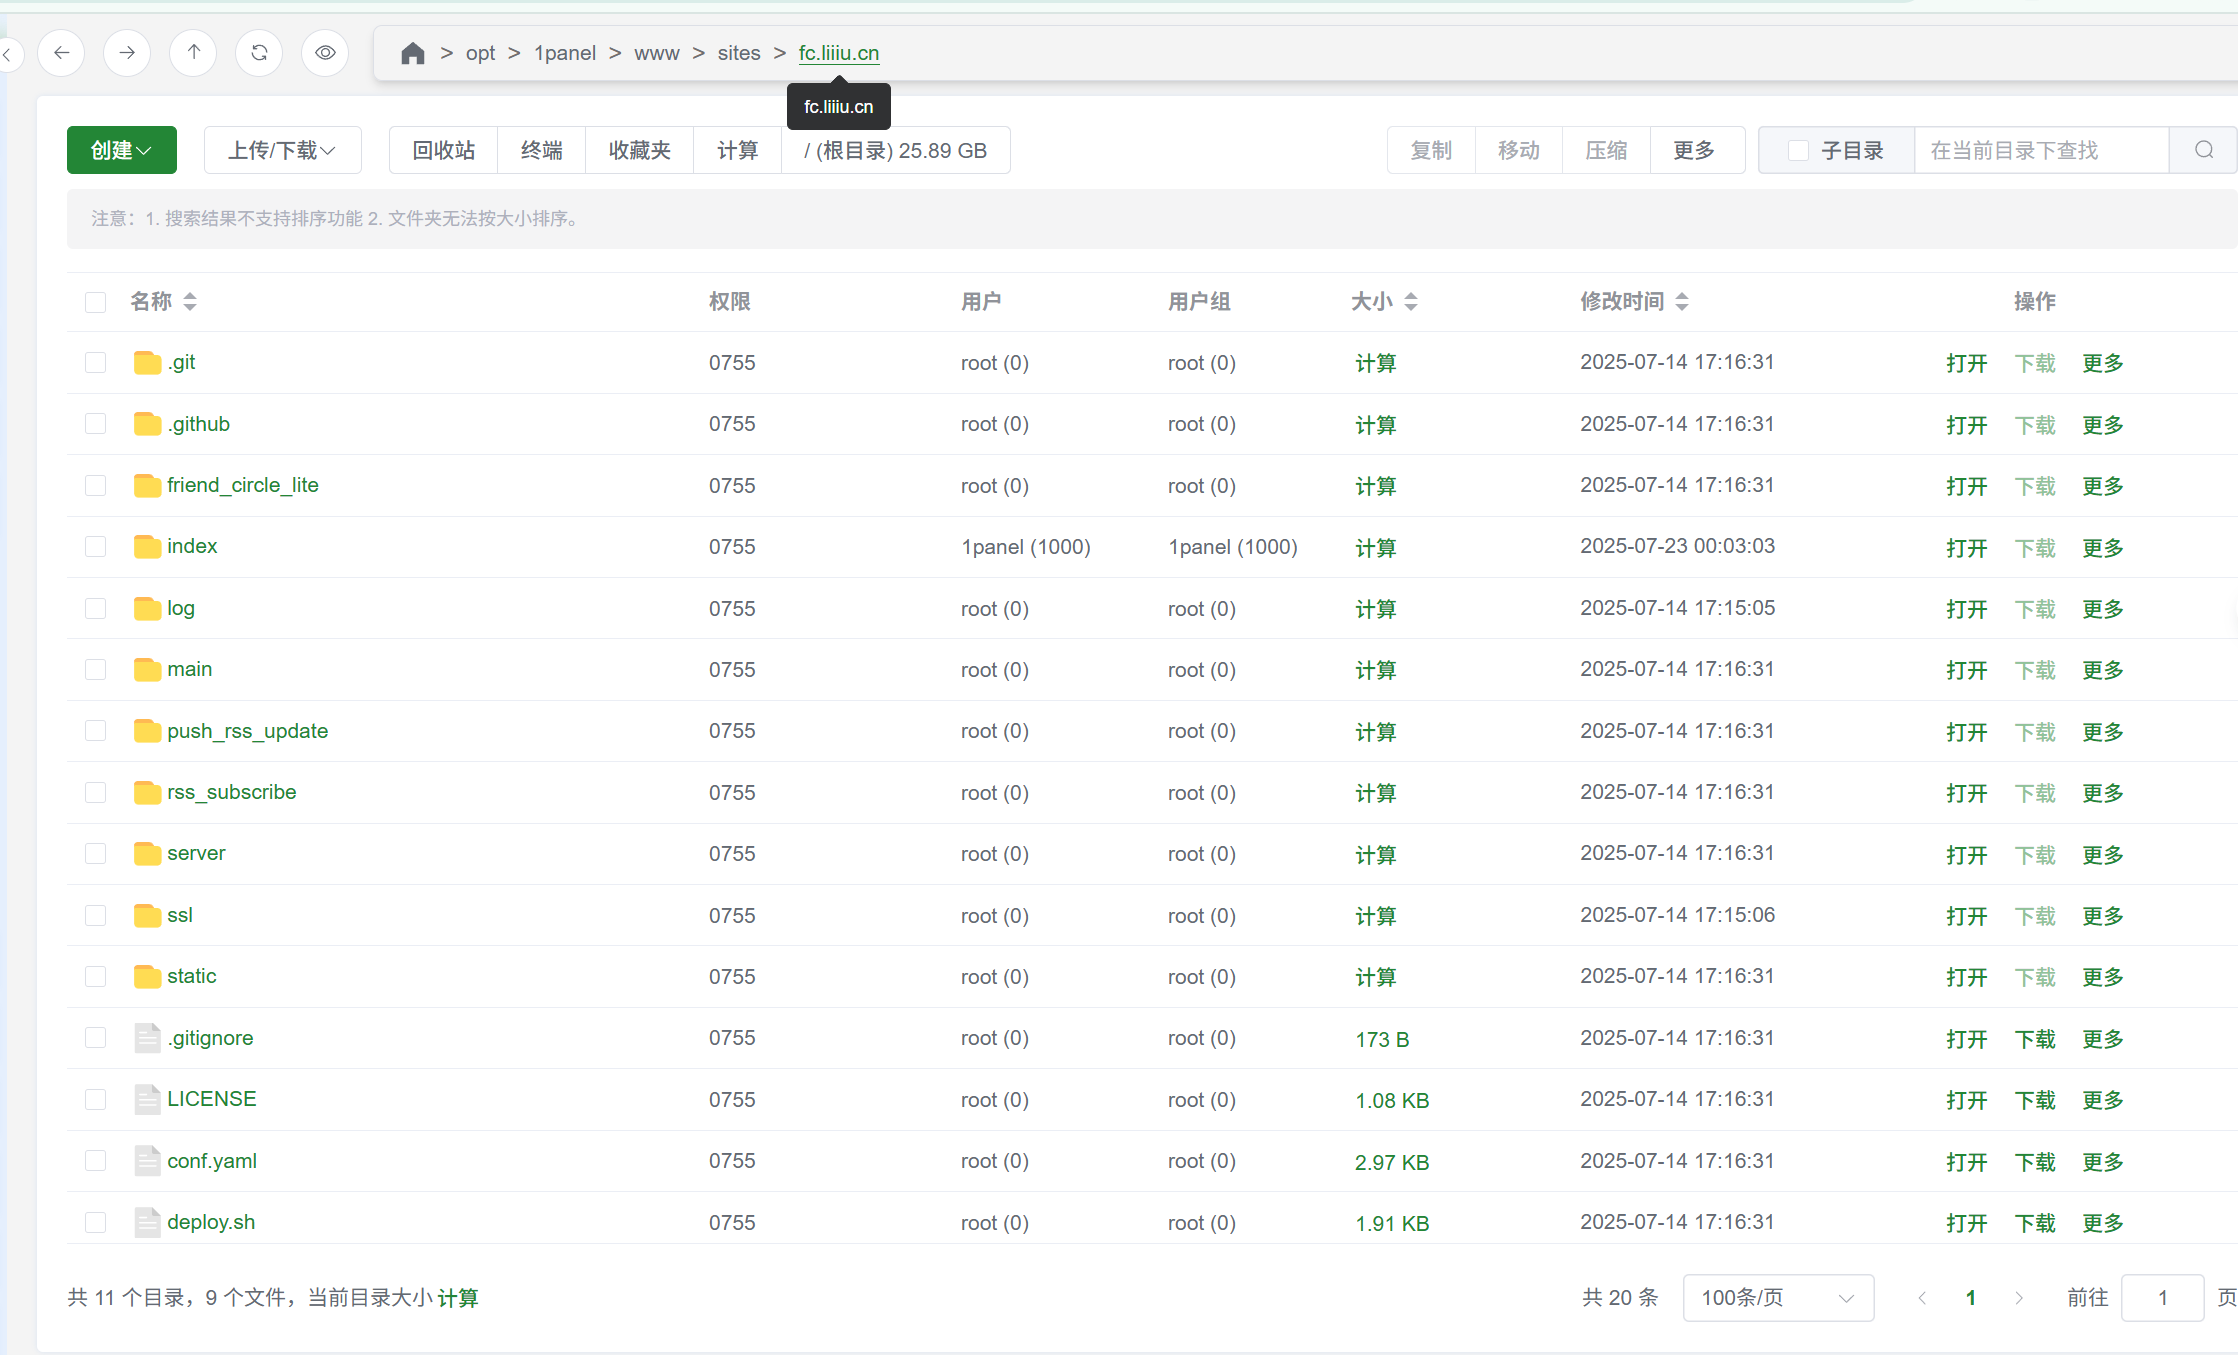 > opt > 1panel > www > sites > fc.liiiu.cn
fc.liiiu.cn
创建 上传/下载 回收站 终端 收藏夹 计算 / (根目录) 25.89 GB 复制 移动 压缩 更多 子目录 在当前目录下查找
注意：1. 搜索结果不支持排序功能 2. 文件夹无法按大小排序。
名称 权限 用户 用户组 大小 修改时间 操作
.git 0755 root (0) root (0) 计算 2025-07-14 17:16:31 打开 下载 更多
.github 0755 root (0) root (0) 计算 2025-07-14 17:16:31 打开 下载 更多
friend_circle_lite 0755 root (0) root (0) 计算 2025-07-14 17:16:31 打开 下载 更多
index 0755 1panel (1000) 1panel (1000) 计算 2025-07-23 00:03:03 打开 下载 更多
log 0755 root (0) root (0) 计算 2025-07-14 17:15:05 打开 下载 更多
main 0755 root (0) root (0) 计算 2025-07-14 17:16:31 打开 下载 更多
push_rss_update 0755 root (0) root (0) 计算 2025-07-14 17:16:31 打开 下载 更多
rss_subscribe 0755 root (0) root (0) 计算 2025-07-14 17:16:31 打开 下载 更多
server 0755 root (0) root (0) 计算 2025-07-14 17:16:31 打开 下载 更多
ssl 0755 root (0) root (0) 计算 2025-07-14 17:15:06 打开 下载 更多
static 0755 root (0) root (0) 计算 2025-07-14 17:16:31 打开 下载 更多
.gitignore 0755 root (0) root (0) 173 B 2025-07-14 17:16:31 打开 下载 更多
LICENSE 0755 root (0) root (0) 1.08 KB 2025-07-14 17:16:31 打开 下载 更多
conf.yaml 0755 root (0) root (0) 2.97 KB 2025-07-14 17:16:31 打开 下载 更多
deploy.sh 0755 root (0) root (0) 1.91 KB 2025-07-14 17:16:31 打开 下载 更多
共 11 个目录，9 个文件，当前目录大小 计算 共 20 条 100条/页 1 前往 1 页